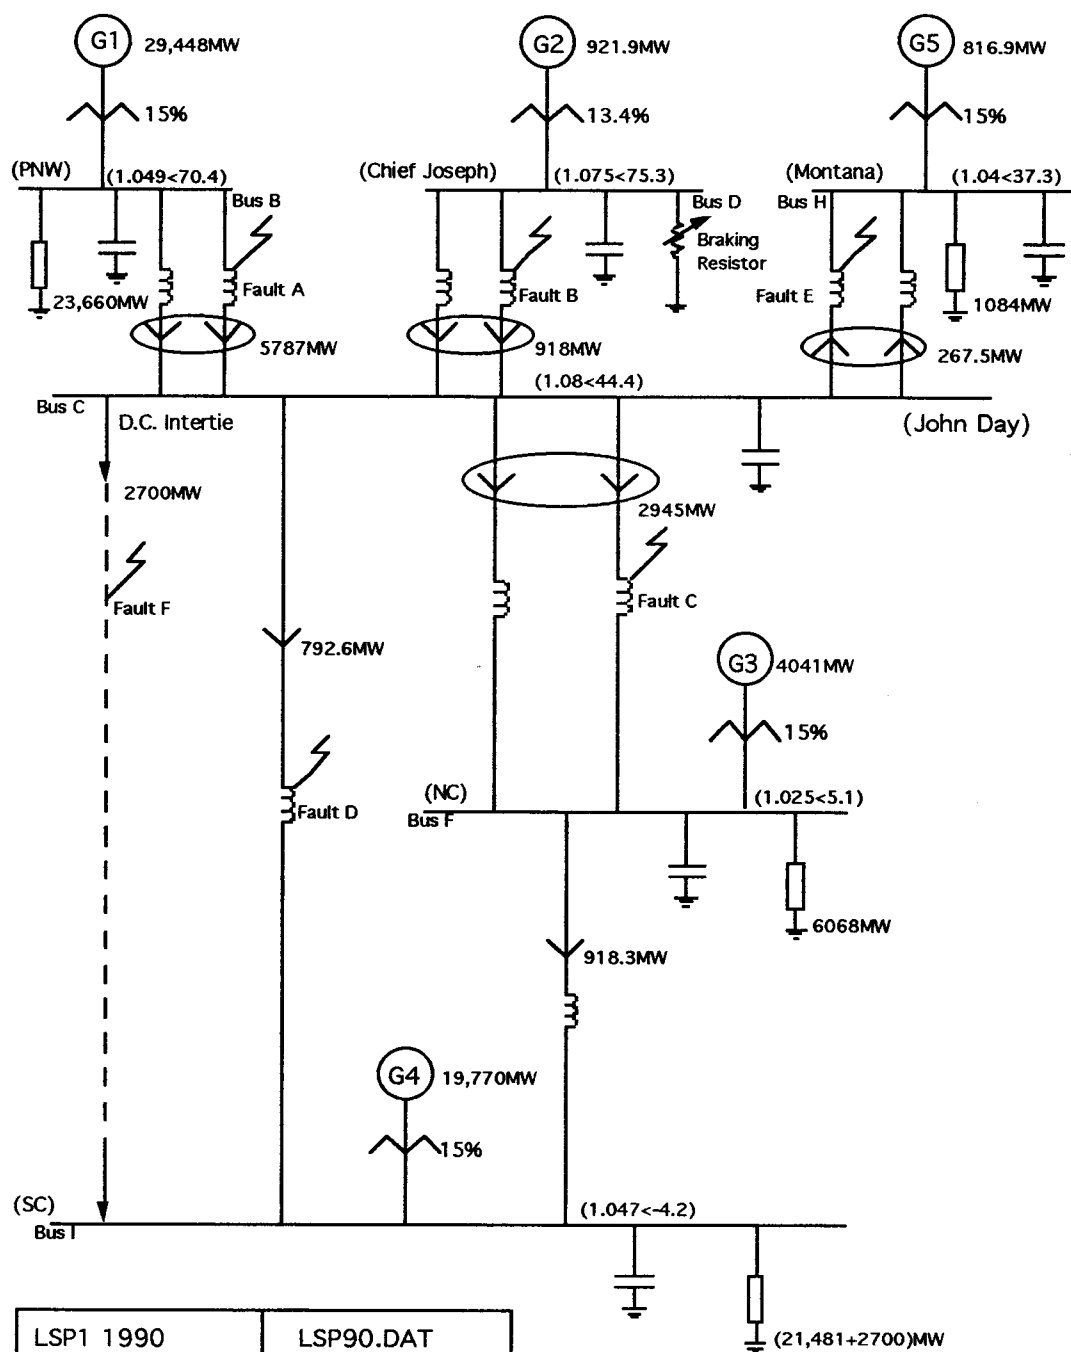 G1 29,448MW
G2 921.9MW
G5 816.9MW
15%
13.4%
15%
(PNW) (1.049<70.4)
(Chief Joseph) (1.075<75.3)
(Montana) (1.04<37.3)
Bus B
Bus D
Bus H
Braking
Resistor
23,660MW
Fault A
Fault B
Fault E
1084MW
5787MW
918MW
267.5MW
(1.08<44.4)
Bus C
D.C. Intertie
(John Day)
2700MW
2945MW
Fault F
Fault C
792.6MW
G3 4041MW
15%
Fault D
(NC)
(1.025<5.1)
Bus F
6068MW
918.3MW
G4 19,770MW
15%
(SC)
(1.047<-4.2)
Bus I
LSP1 1990 LSP90.DAT
(21,481+2700)MW